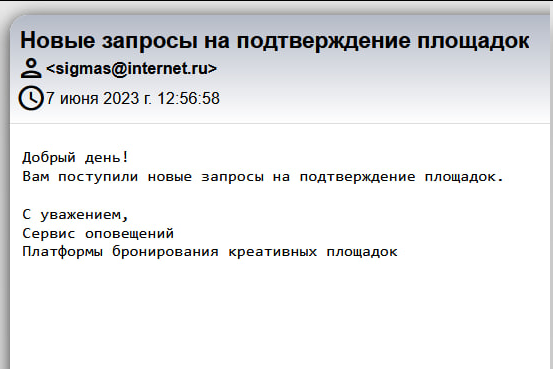 Новые запросы на подтверждение площадок
<sigmas@internet.ru>
7 июня 2023 г. 12:56:58
Добрый день!
Вам поступили новые запросы на подтверждение площадок.
С уважением,
Сервис оповещений
Платформы бронирования креативных площадок